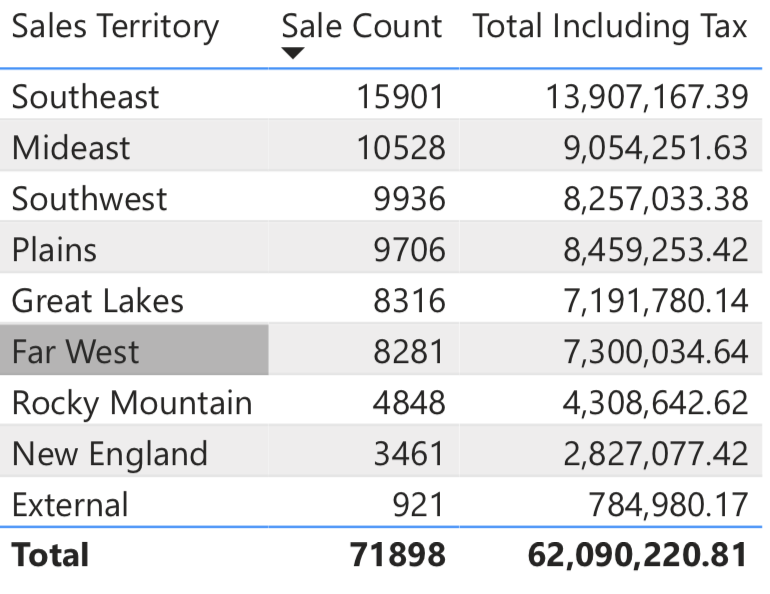 Sales Territory Sale Count Total Including Tax
Southeast 15901 13,907,167.39
Mideast 10528 9,054,251.63
Southwest 9936 8,257,033.38
Plains 9706 8,459,253.42
Great Lakes 8316 7,191,780.14
Far West 8281 7,300,034.64
Rocky Mountain 4848 4,308,642.62
New England 3461 2,827,077.42
External 921 784,980.17
Total 71898 62,090,220.81